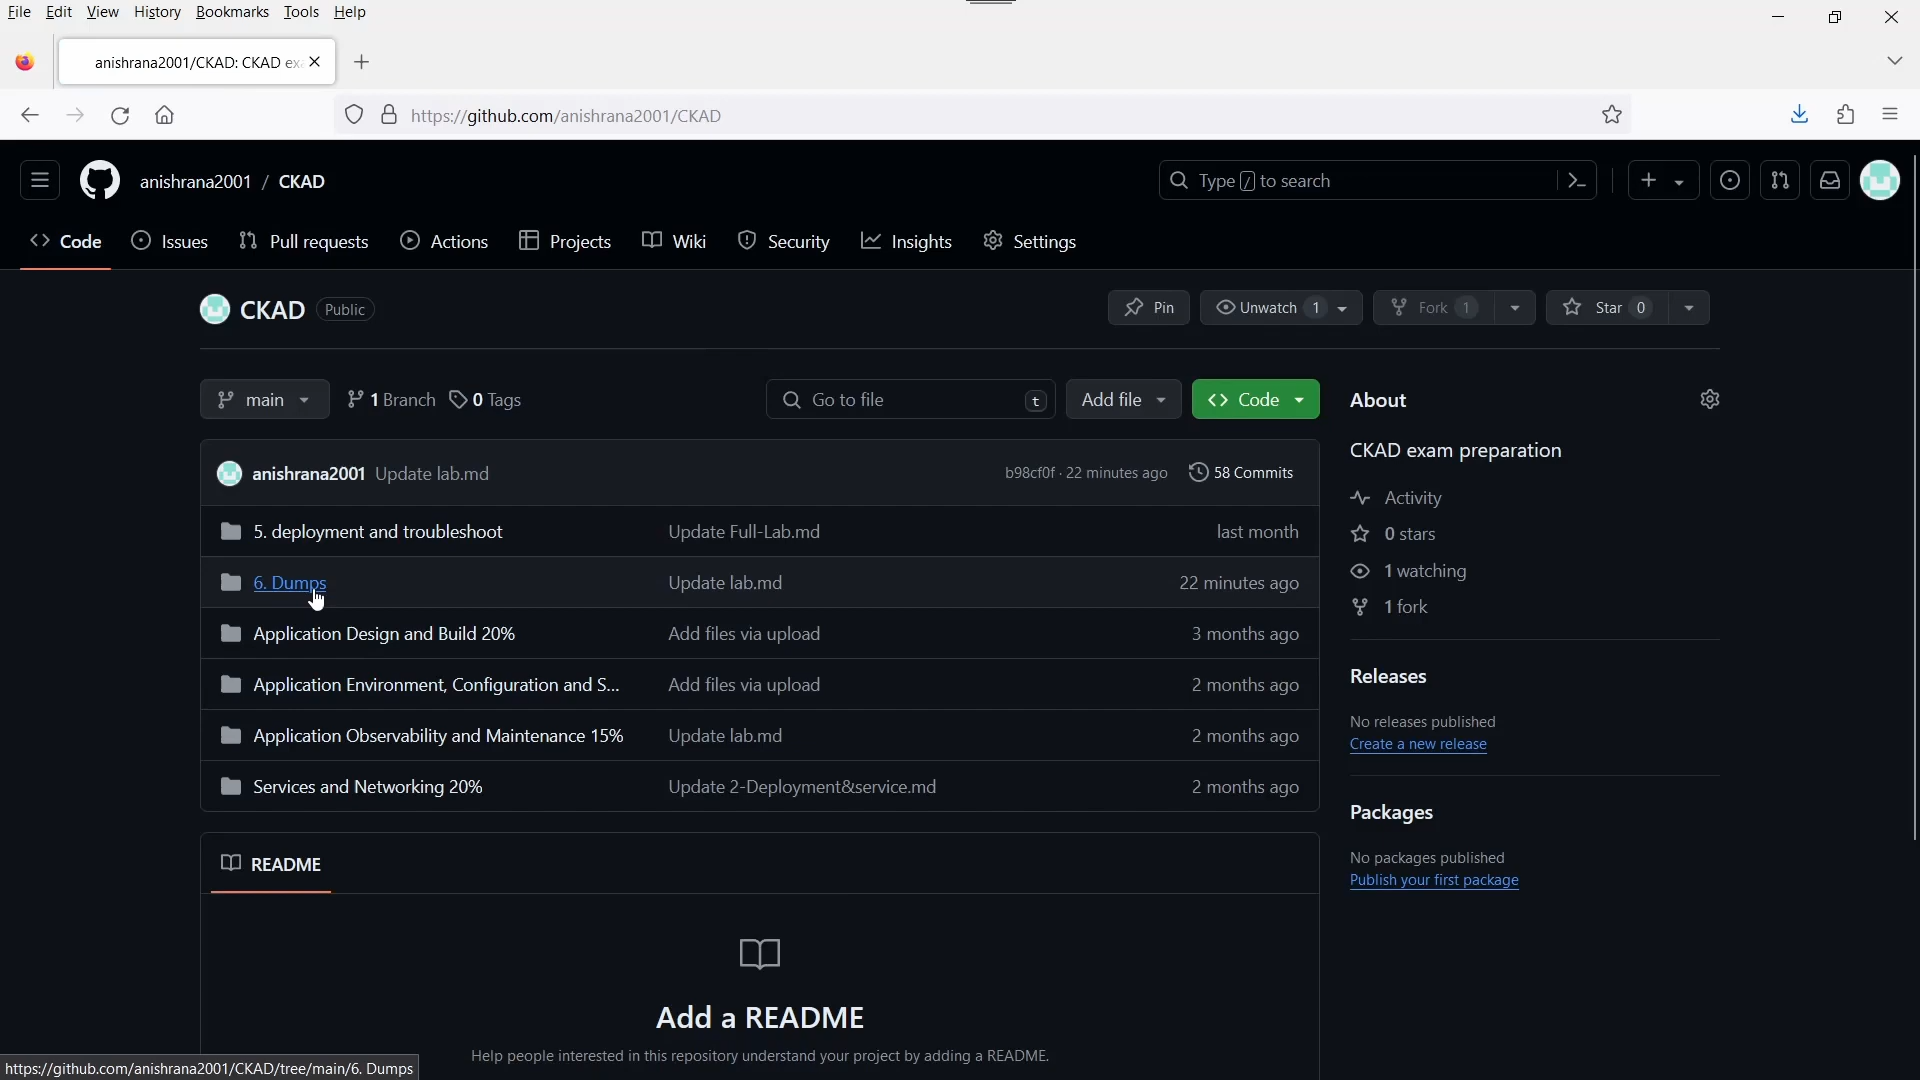 File Edit View History Bookmarks Tools Help
anishrana2001/CKAD: CKAD ex
https://github.com/anishrana2001/CKAD
anishrana2001 / CKAD
Type / to search
Code Issues Pull requests Actions Projects Wiki Security Insights Settings
CKAD Public
Pin Unwatch 1 Fork 1 Star 0
main 1 Branch 0 Tags Go to file t Add file Code
anishrana2001 Update lab.md b98cf0f · 22 minutes ago 58 Commits
5. deployment and troubleshoot Update Full-Lab.md last month
6. Dumps Update lab.md 22 minutes ago
Application Design and Build 20% Add files via upload 3 months ago
Application Environment, Configuration and S... Add files via upload 2 months ago
Application Observability and Maintenance 15% Update lab.md 2 months ago
Services and Networking 20% Update 2-Deployment&service.md 2 months ago
README
Add a README
Help people interested in this repository understand your project by adding a README.
About
CKAD exam preparation
Activity
0 stars
1 watching
1 fork
Releases
No releases published
Create a new release
Packages
No packages published
Publish your first package
https://github.com/anishrana2001/CKAD/tree/main/6. Dumps